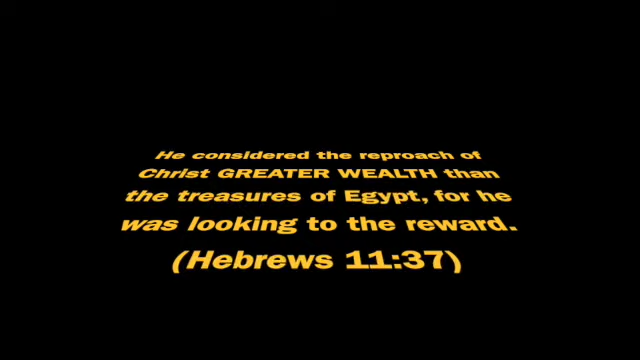 He considered the reproach of
Christ GREATER WEALTH than
the treasures of Egypt, for he
was looking to the reward.
(Hebrews 11:37)